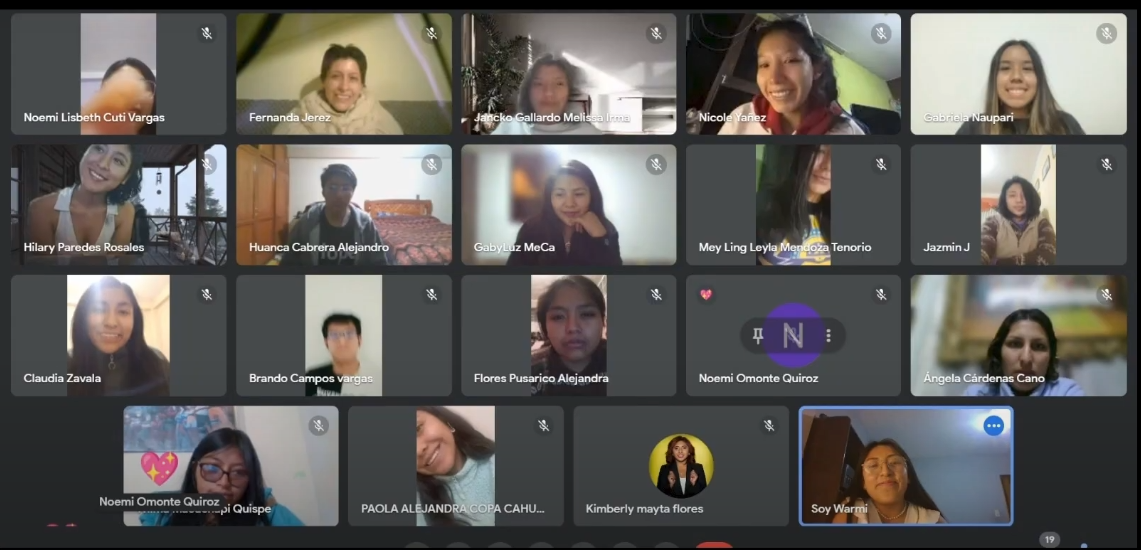 Noemi Lisbeth Cuti Vargas
Fernanda Jerez
Jancko Gallardo Melissa Irma
Nicole Yañez
Gabriela Naupari
Hilary Paredes Rosales
Huanca Cabrera Alejandro
GabyLuz MeCa
Mey Ling Leyla Mendoza Tenorio
Jazmin J
Claudia Zavala
Brando Campos vargas
Flores Pusarico Alejandra
N
Noemi Omonte Quiroz
Ángela Cárdenas Cano
Noemi Omonte Quiroz
Quispe
PAOLA ALEJANDRA COPA CAHU...
Kimberly mayta flores
Soy Warmi
19